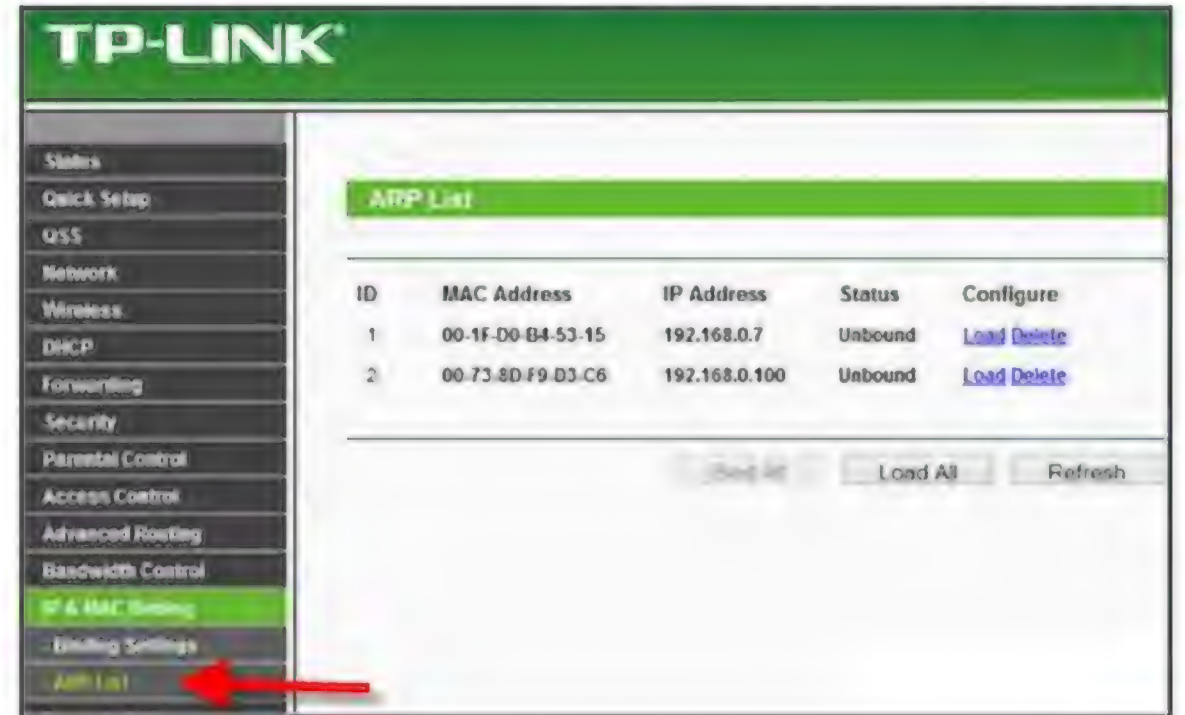 TP-LINK
Status
Quick Setup
QSS
Network
Wireless
DHCP
Forwarding
Security
Parental Control
Access Control
Advanced Routing
Bandwidth Control
IP & MAC Binding
- Binding Settings
- ARP List
ARP List
ID MAC Address IP Address Status Configure
1 00-1F-D0-B4-53-15 192.168.0.7 Unbound Load Delete
2 00-73-8D-F9-D3-C6 192.168.0.100 Unbound Load Delete
Bind All Load All Refresh